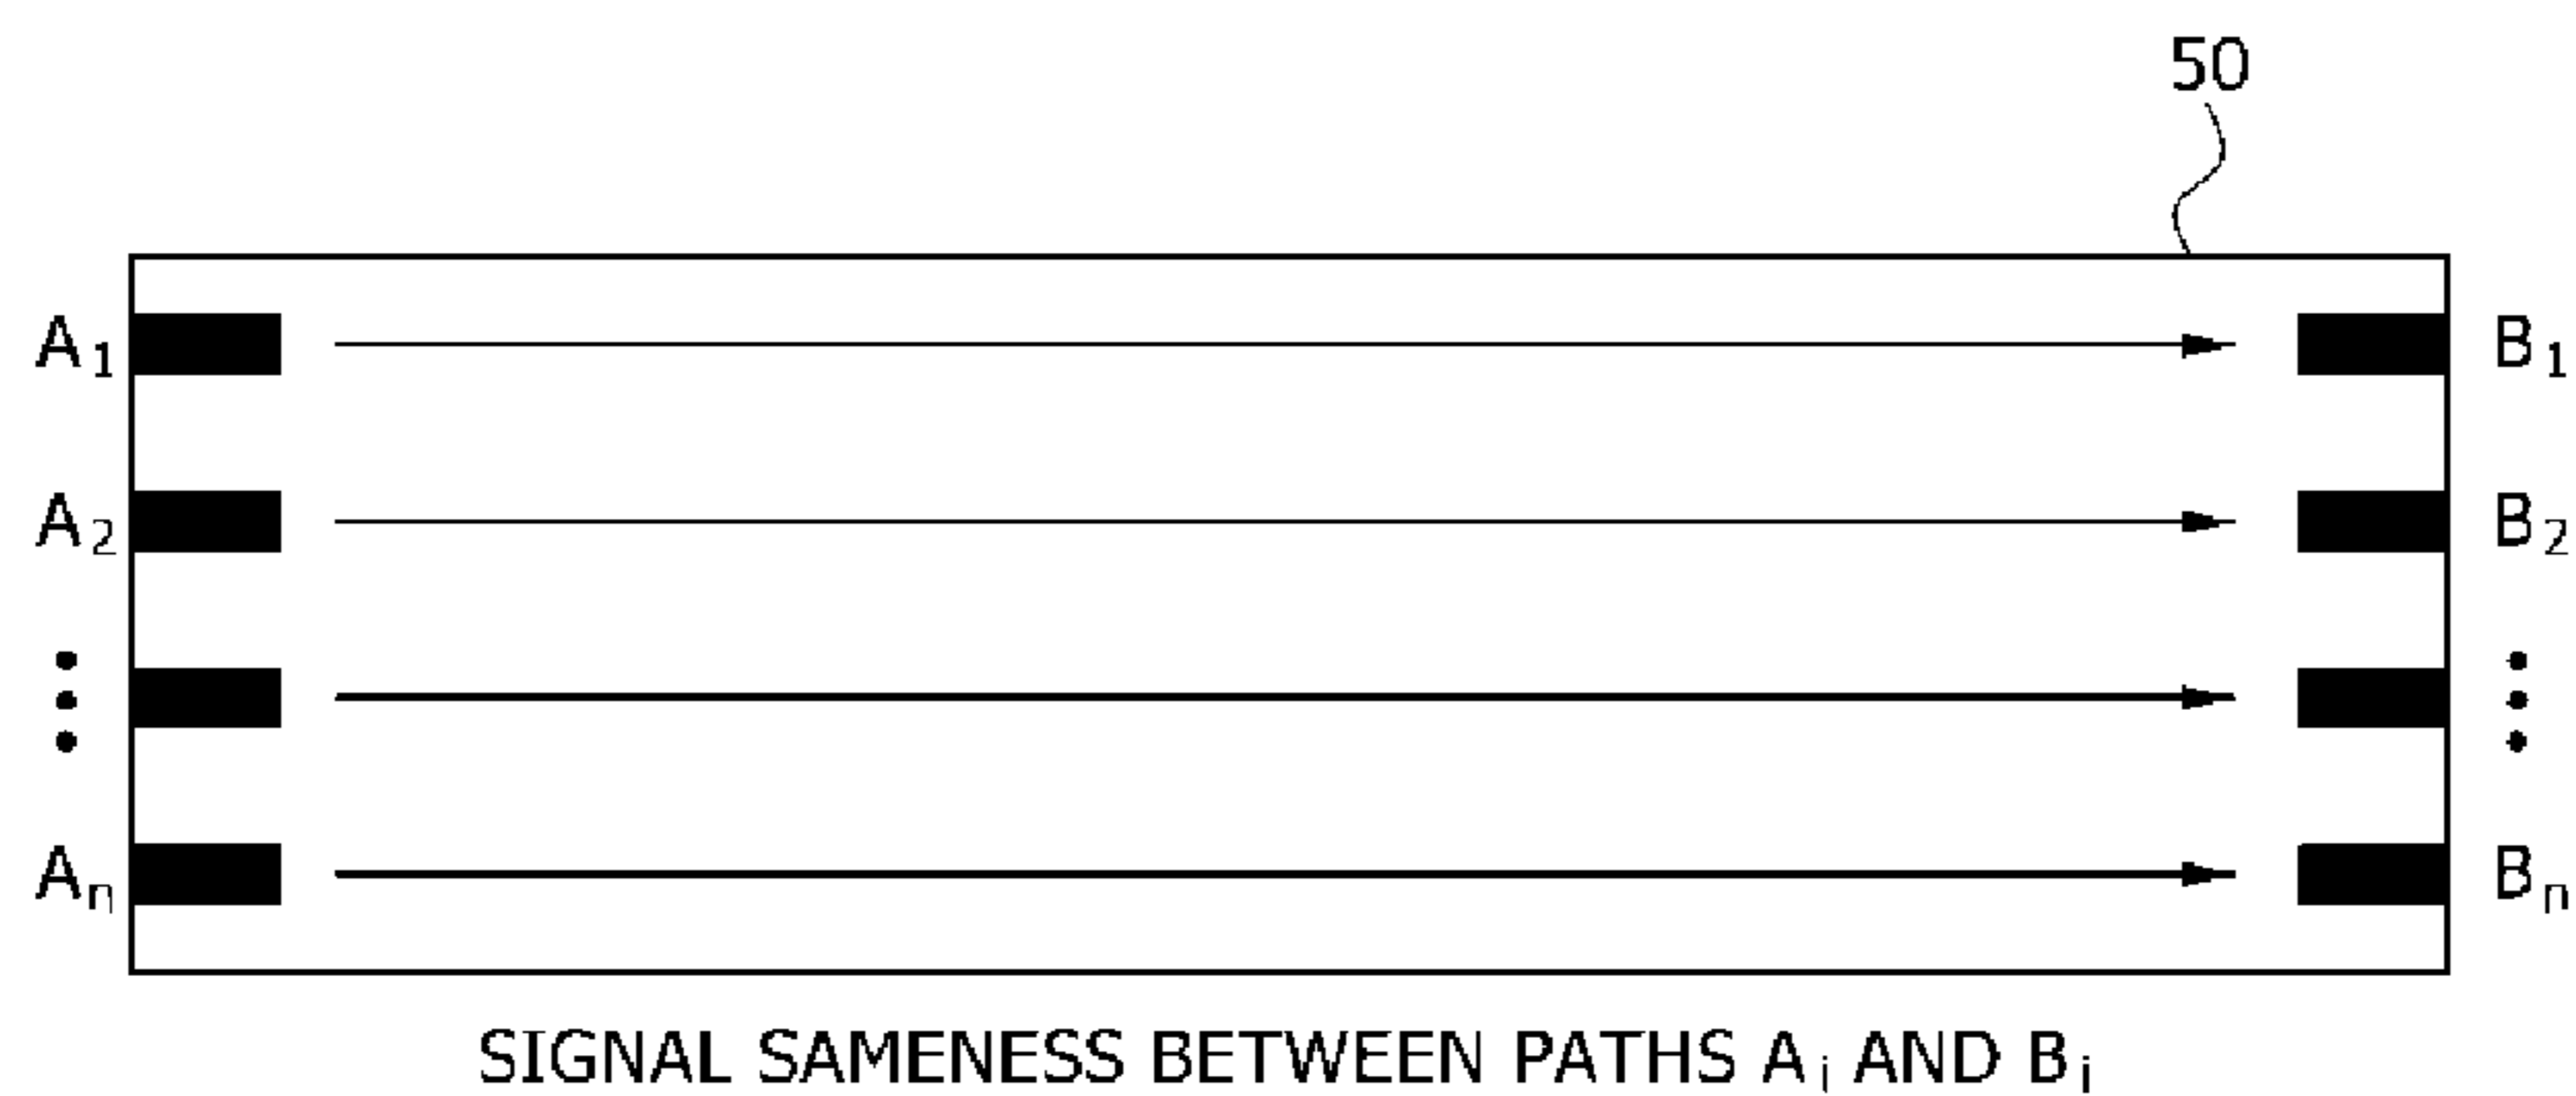 50
A₁ B₁
A₂ B₂
Aₙ Bₙ
SIGNAL SAMENESS BETWEEN PATHS Aᵢ AND Bᵢ